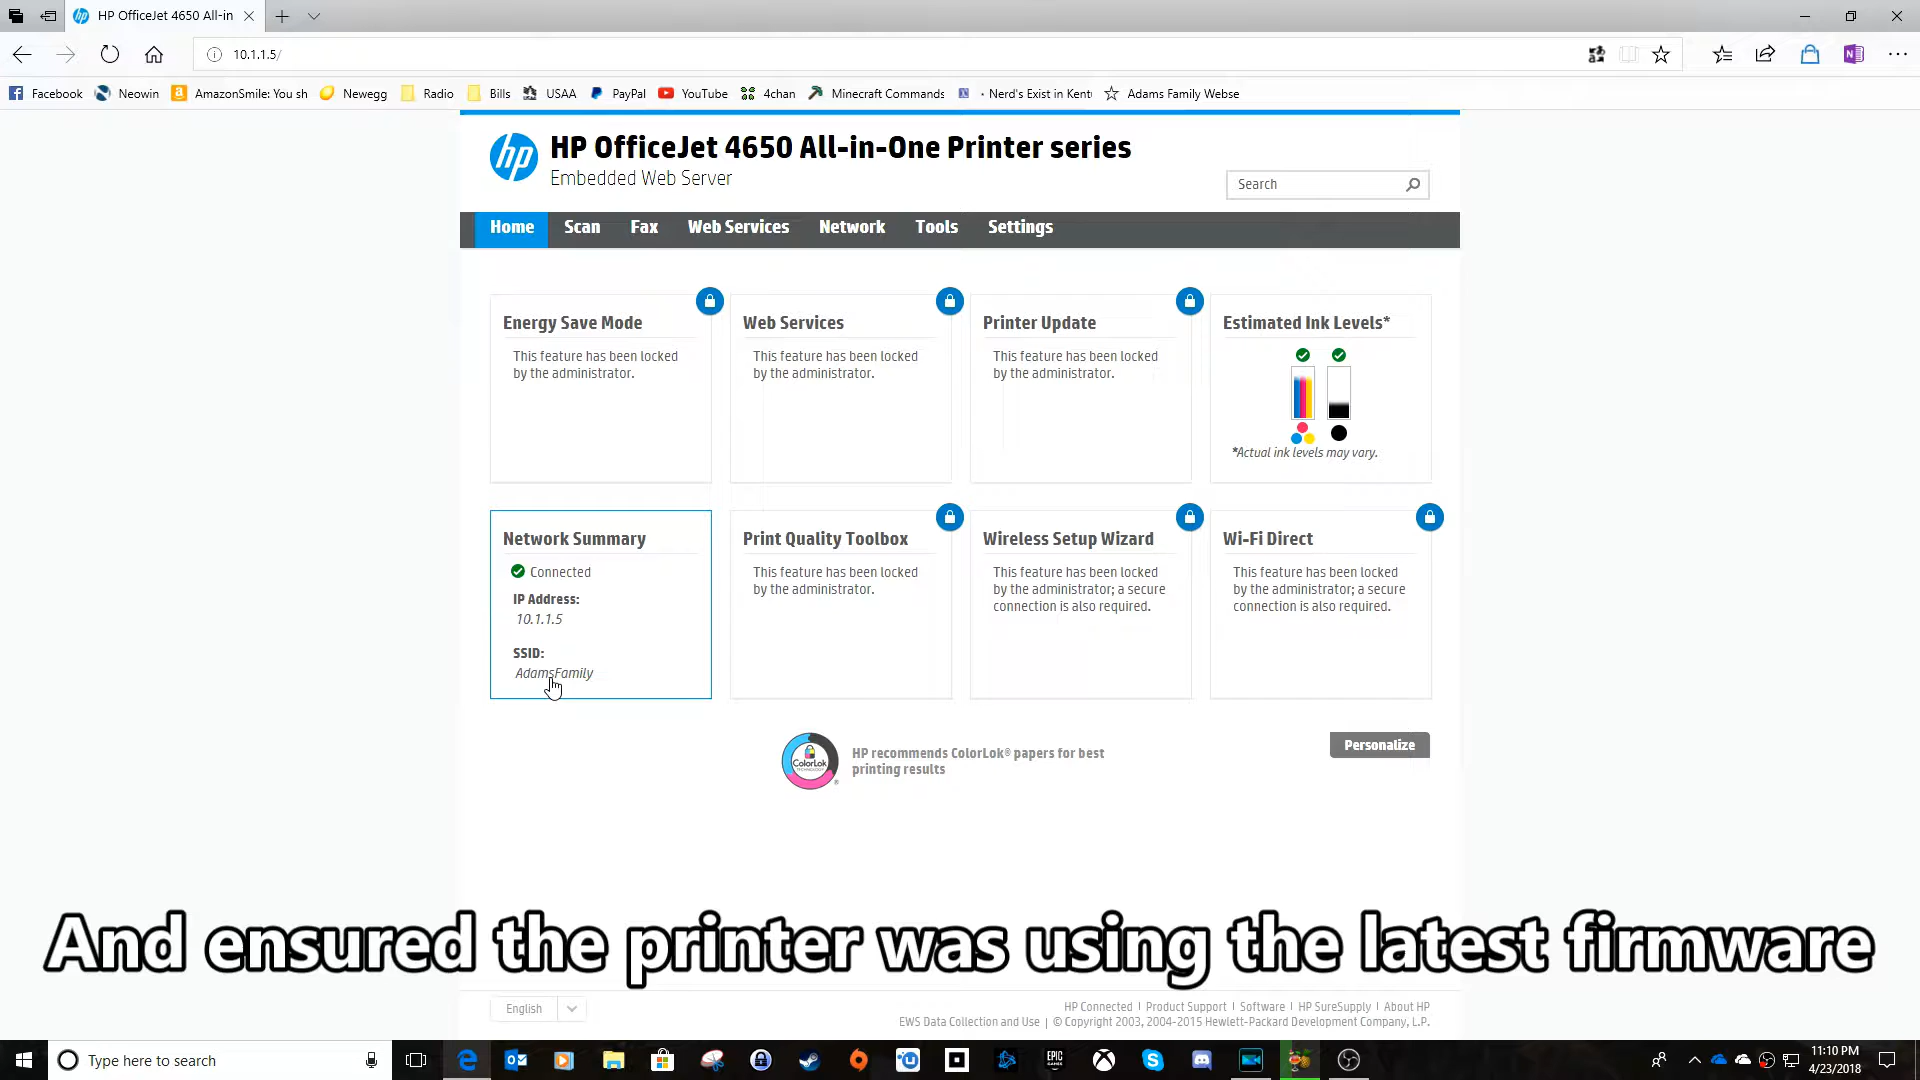 HP OfficeJet 4650 All-in
10.1.1.5/
Facebook Neowin AmazonSmile: You sh Newegg Radio Bills USAA PayPal YouTube 4chan Minecraft Commands - Nerd's Exist in Kent Adams Family Webse
hp
HP OfficeJet 4650 All-in-One Printer series
Embedded Web Server
Search
Home Scan Fax Web Services Network Tools Settings
Energy Save Mode
This feature has been locked
by the administrator.
Web Services
This feature has been locked
by the administrator.
Printer Update
This feature has been locked
by the administrator.
Estimated Ink Levels*
*Actual ink levels may vary.
Network Summary
Connected
IP Address:
10.1.1.5
SSID:
AdamsFamily
Print Quality Toolbox
This feature has been locked
by the administrator.
Wireless Setup Wizard
This feature has been locked
by the administrator; a secure
connection is also required.
Wi-Fi Direct
This feature has been locked
by the administrator; a secure
connection is also required.
ColorLok
HP recommends ColorLok® papers for best
printing results
Personalize
And ensured the printer was using the latest firmware
English
HP Connected | Product Support | Software | HP SureSupply | About HP
EWS Data Collection and Use | © Copyright 2003, 2004-2015 Hewlett-Packard Development Company, L.P.
Type here to search
EPIC
GAMES
11:10 PM
4/23/2018